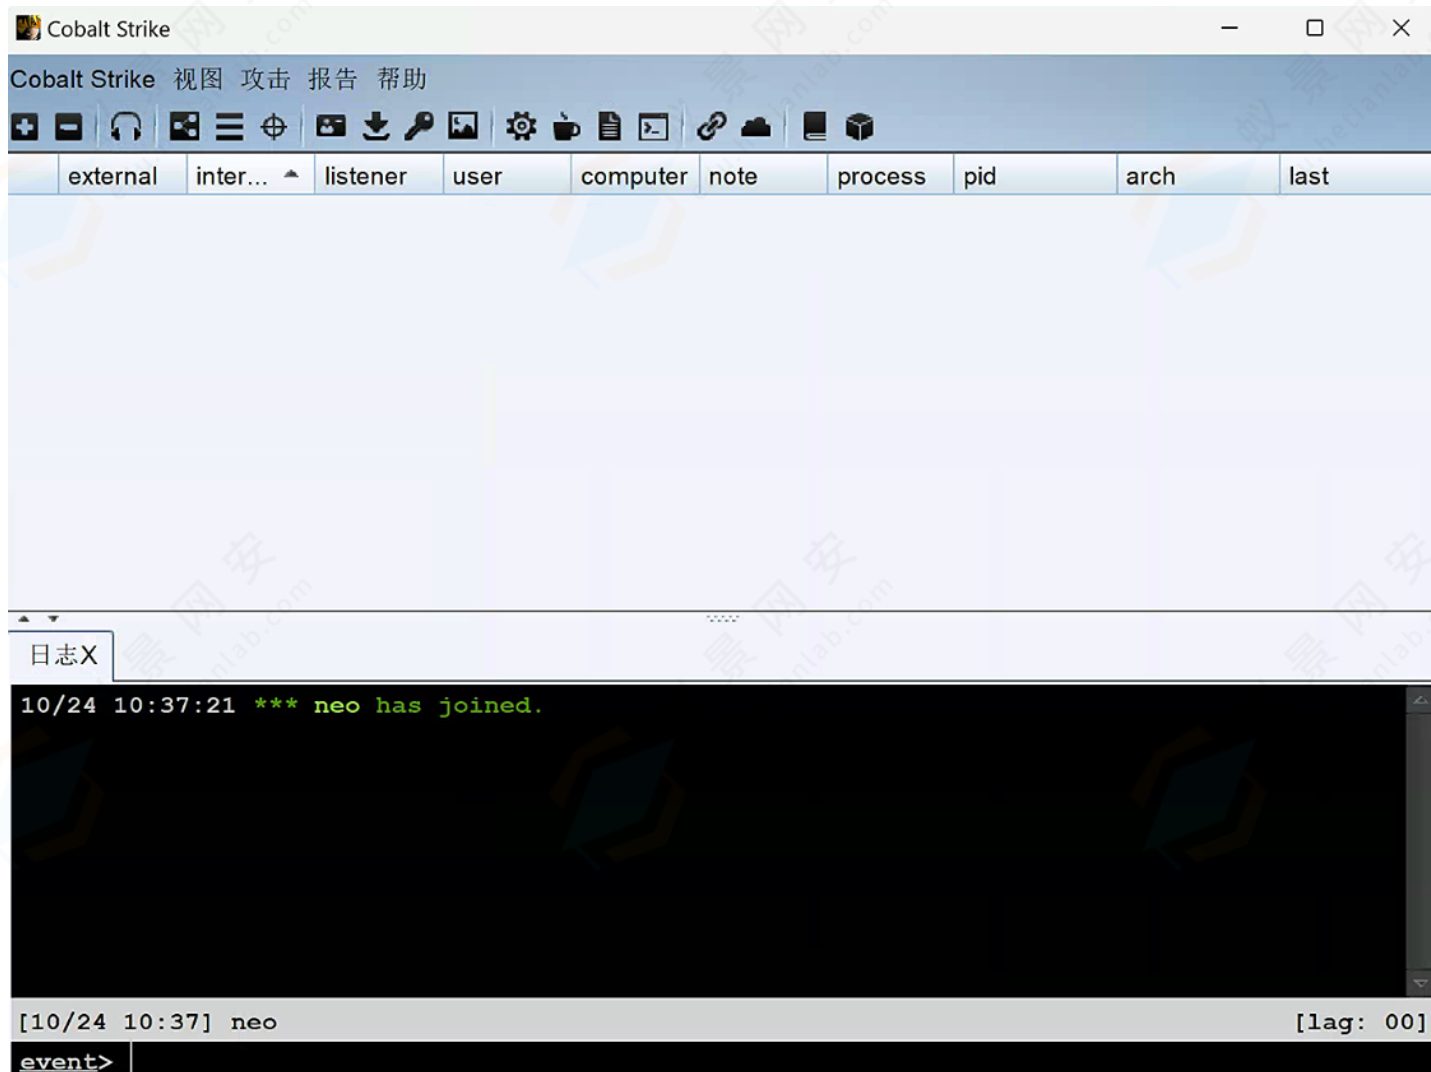 Cobalt Strike
Cobalt Strike 视图 攻击 报告 帮助
external inter... listener user computer note process pid arch last
日志X
10/24 10:37:21 *** neo has joined.
[10/24 10:37] neo [lag: 00]
event>